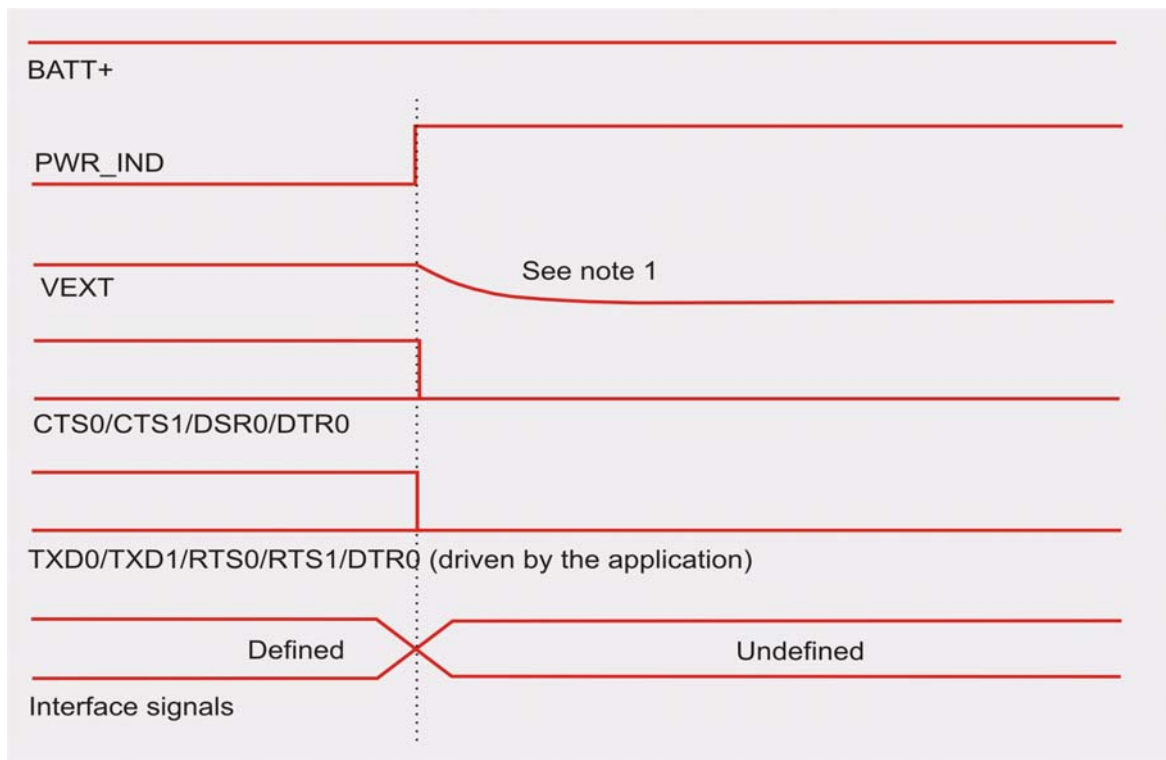 BATT+
PWR_IND
See note 1
VEXT
CTS0/CTS1/DSR0/DTR0
TXD0/TXD1/RTS0/RTS1/DTR0 (driven by the application)
Defined
Undefined
Interface signals